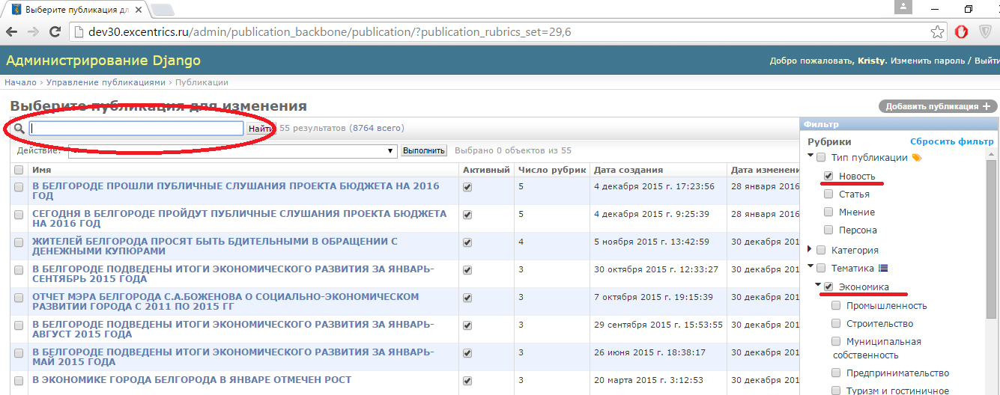 Выберите публикация дл
dev30.excentrics.ru/admin/publication_backbone/publication/?publication_rubrics_set=29,6
Администрирование Django
Добро пожаловать, Kristy. Изменить пароль / Выйти
Начало › Управление публикациями › Публикации
Выберите публикация для изменения
Добавить публикация +
Найти 55 результатов (8764 всего)
Действие: Выполнить Выбрано 0 объектов из 55
Имя Активный Число рубрик Дата создания Дата изменени
В БЕЛГОРОДЕ ПРОШЛИ ПУБЛИЧНЫЕ СЛУШАНИЯ ПРОЕКТА БЮДЖЕТА НА 2016 5 4 декабря 2015 г. 17:23:56 28 января 2016
ГОД
СЕГОДНЯ В БЕЛГОРОДЕ ПРОЙДУТ ПУБЛИЧНЫЕ СЛУШАНИЯ ПРОЕКТА БЮДЖЕТА 5 4 декабря 2015 г. 9:25:39 28 января 2016
НА 2016 ГОД
ЖИТЕЛЕЙ БЕЛГОРОДА ПРОСЯТ БЫТЬ БДИТЕЛЬНЫМИ В ОБРАЩЕНИИ С 4 5 ноября 2015 г. 13:42:59 30 декабря 201
ДЕНЕЖНЫМИ КУПЮРАМИ
В БЕЛГОРОДЕ ПОДВЕДЕНЫ ИТОГИ ЭКОНОМИЧЕСКОГО РАЗВИТИЯ ЗА ЯНВАРЬ- 3 30 октября 2015 г. 12:33:27 30 декабря 201
СЕНТЯБРЬ 2015 ГОДА
ОТЧЕТ МЭРА БЕЛГОРОДА С.А.БОЖЕНОВА О СОЦИАЛЬНО-ЭКОНОМИЧЕСКОМ 3 7 октября 2015 г. 19:15:39 30 декабря 201
РАЗВИТИИ ГОРОДА С 2011 ПО 2015 ГГ
В БЕЛГОРОДЕ ПОДВЕДЕНЫ ИТОГИ ЭКОНОМИЧЕСКОГО РАЗВИТИЯ ЗА ЯНВАРЬ- 3 29 сентября 2015 г. 15:53:55 30 декабря 201
АВГУСТ 2015 ГОДА
В БЕЛГОРОДЕ ПОДВЕДЕНЫ ИТОГИ ЭКОНОМИЧЕСКОГО РАЗВИТИЯ ЗА ЯНВАРЬ- 3 26 июня 2015 г. 18:38:17 30 декабря 201
МАЙ 2015 ГОДА
В ЭКОНОМИКЕ ГОРОДА БЕЛГОРОДА В ЯНВАРЕ ОТМЕЧЕН РОСТ 3 20 марта 2015 г. 3:12:53 30 декабря 201
Фильтр
Рубрики Сбросить фильтр
Тип публикации
Новость
Статья
Мнение
Персона
Категория
Тематика
Экономика
Промышленность
Строительство
Муниципальная
собственность
Предпринимательство
Туризм и гостиничное